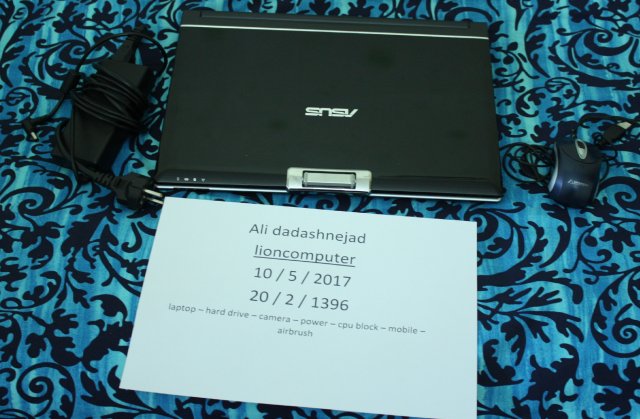 ASUS
Ali dadashnejad
lioncomputer
10 / 5 / 2017
20 / 2 / 1396
laptop – hard drive – camera – power – cpu block – mobile –
airbrush